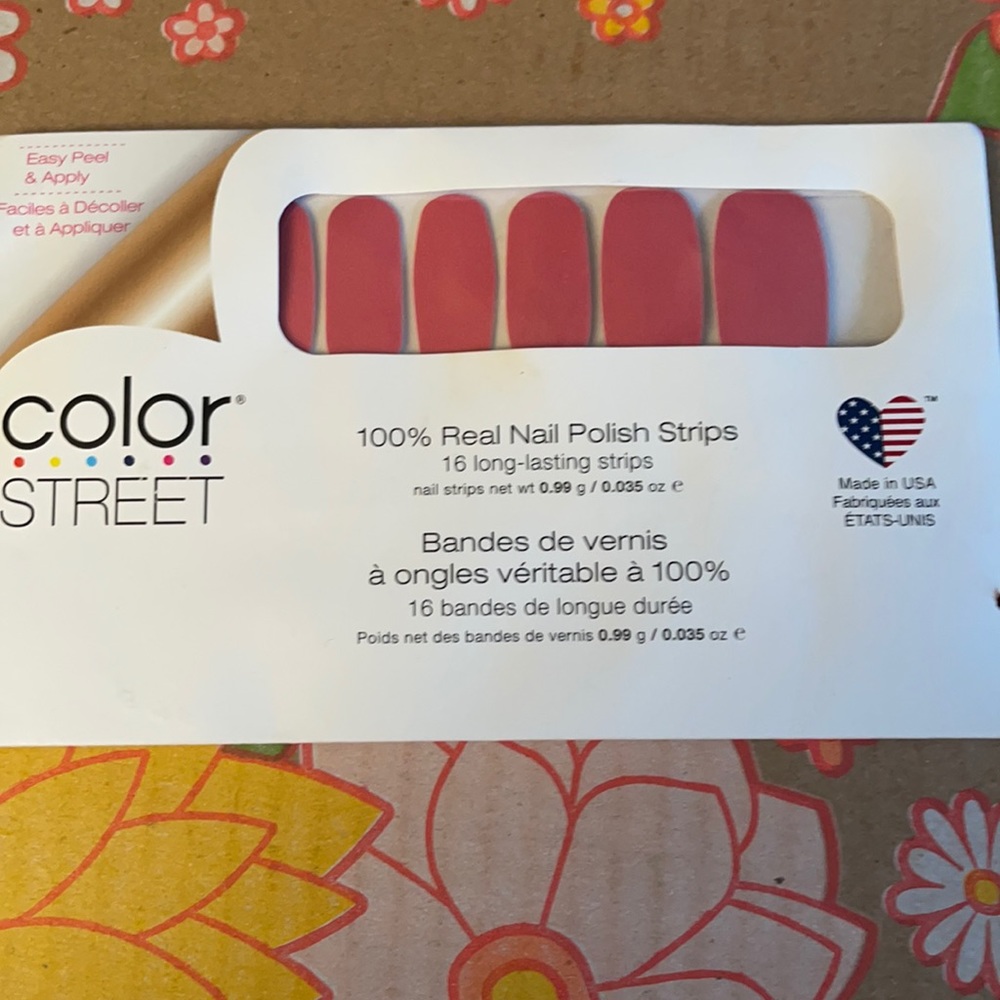 Easy Peel
& Apply
Faciles à Décoller
et à Appliquer
color®
STREET
100% Real Nail Polish Strips
16 long-lasting strips
nail strips net wt 0.99 g / 0.035 oz ℮
Bandes de vernis
à ongles véritable à 100%
16 bandes de longue durée
Poids net des bandes de vernis 0.99 g / 0.035 oz ℮
™
Made in USA
Fabriquées aux
ÉTATS-UNIS